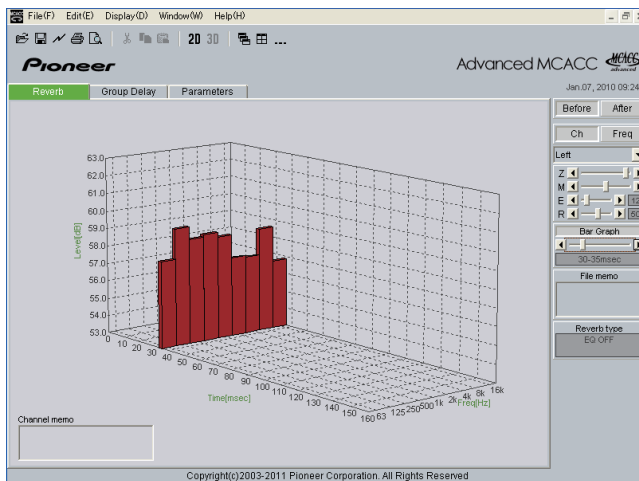 File(F) Edit(E) Display(D) Window(W) Help(H)
2D 3D ...
Pioneer
Advanced MCACC
MCACC
advanced
Jan.07, 2010 09:24
Reverb Group Delay Parameters
Before After
Ch Freq
Left
Z
M
E
R
Bar Graph
30-35msec
File memo
Reverb type
EQ OFF
63.0
62.0
61.0
60.0
59.0
58.0
57.0
56.0
55.0
54.0
53.0
Level[dB]
0 10 20 30 40 50 60 70 80 90 100 110 120 130 140 150 160
Time[msec]
63 125 250 500 1k 2k 4k 8k 16k
Freq[Hz]
Channel memo
Copyright(c)2003-2011 Pioneer Corporation. All Rights Reserved